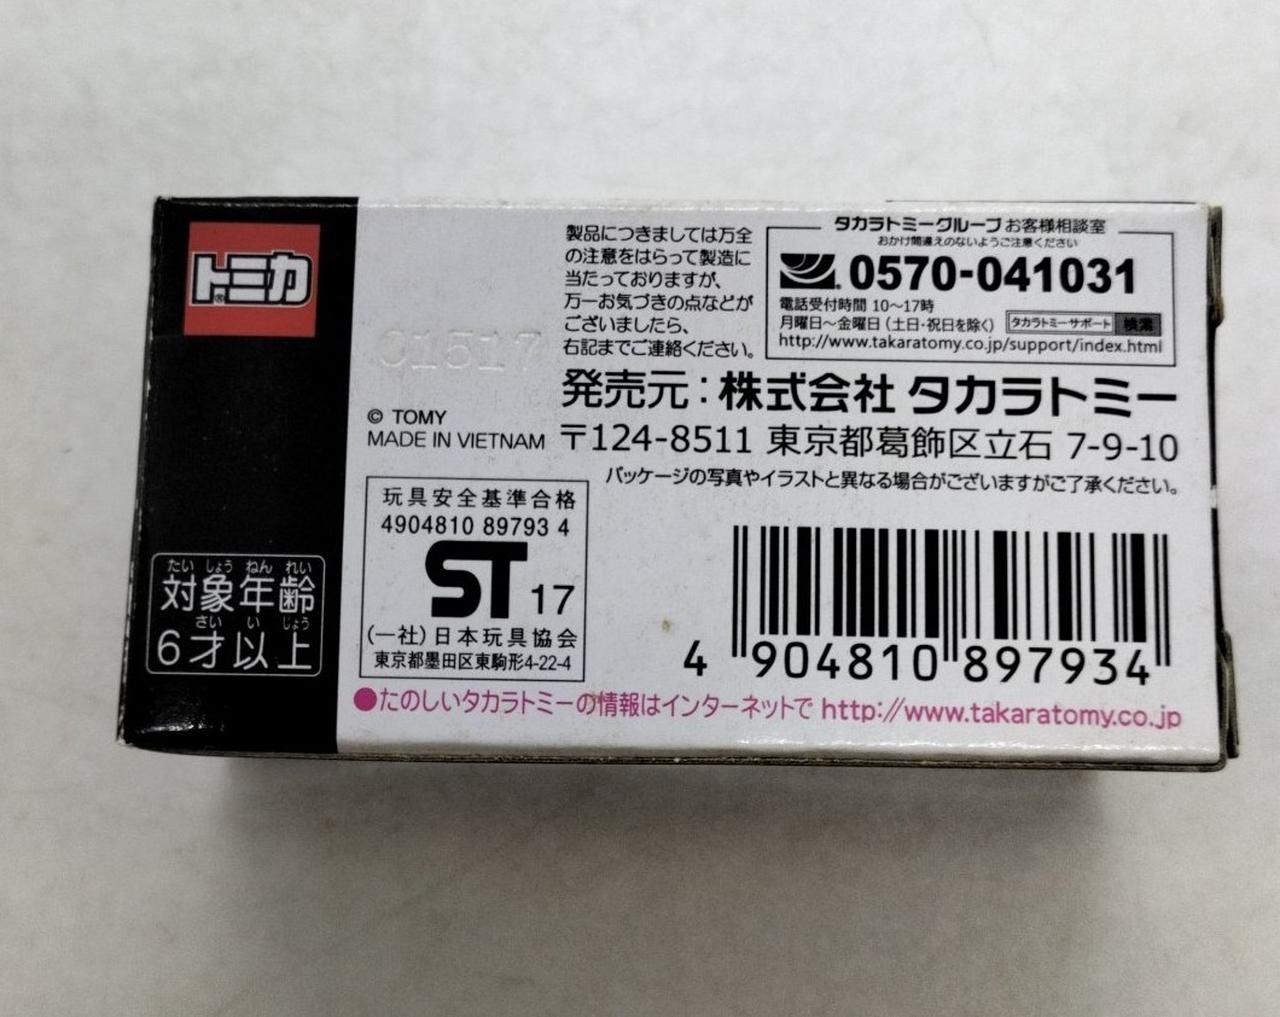 トミカ
®
製品につきましては万全
の注意をはらって製造に
当たっておりますが、
万一お気づきの点などが
ございましたら、
右記までご連絡ください。
タカラトミーグループ お客様相談室
おかけ間違えのないようご注意ください
0570-041031
電話受付時間 10〜17時
月曜日〜金曜日(土日・祝日を除く) タカラトミーサポート 検索
http://www.takaratomy.co.jp/support/index.html
C1517
発売元:株式会社 タカラトミー
〒124-8511 東京都葛飾区立石 7-9-10
© TOMY
MADE IN VIETNAM
パッケージの写真やイラストと異なる場合がございますがご了承ください。
玩具安全基準合格
4904810 89793 4
ST 17
(一社)日本玩具協会
東京都墨田区東駒形4-22-4
たい しょう ねん れい
対象年齢
さい い じょう
6才以上
4 904810 897934
●たのしいタカラトミーの情報はインターネットで http://www.takaratomy.co.jp